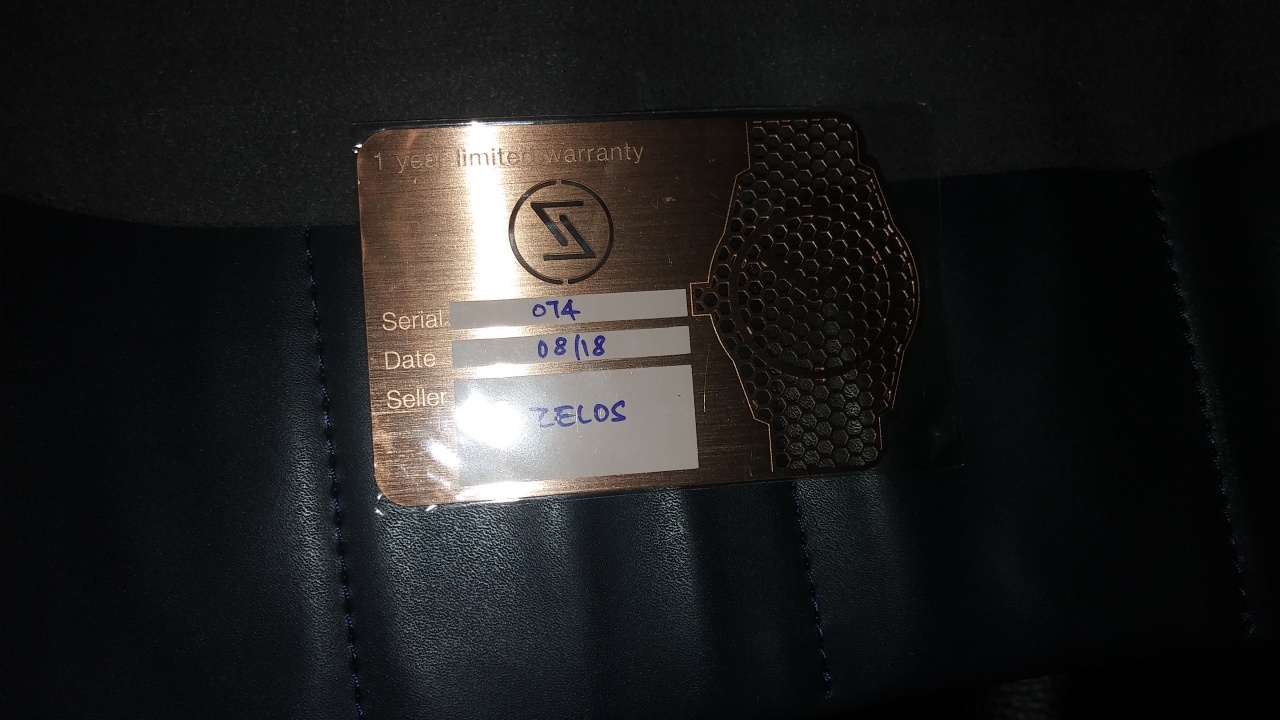 1 year limited warranty
Serial 074
Date 08/18
Seller ZELOS